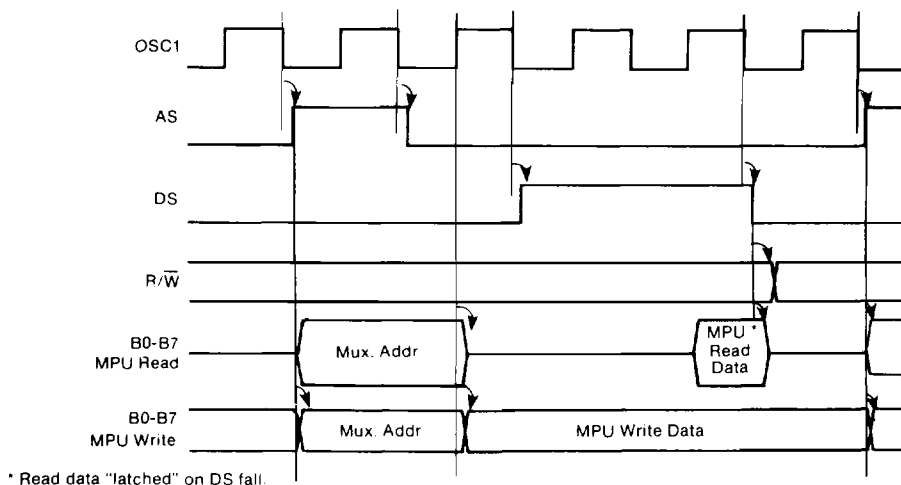 OSC1
AS
DS
R/W̅
B0-B7
MPU Read
Mux. Addr
MPU *
Read
Data
B0-B7
MPU Write
Mux. Addr
MPU Write Data
* Read data "latched" on DS fall.